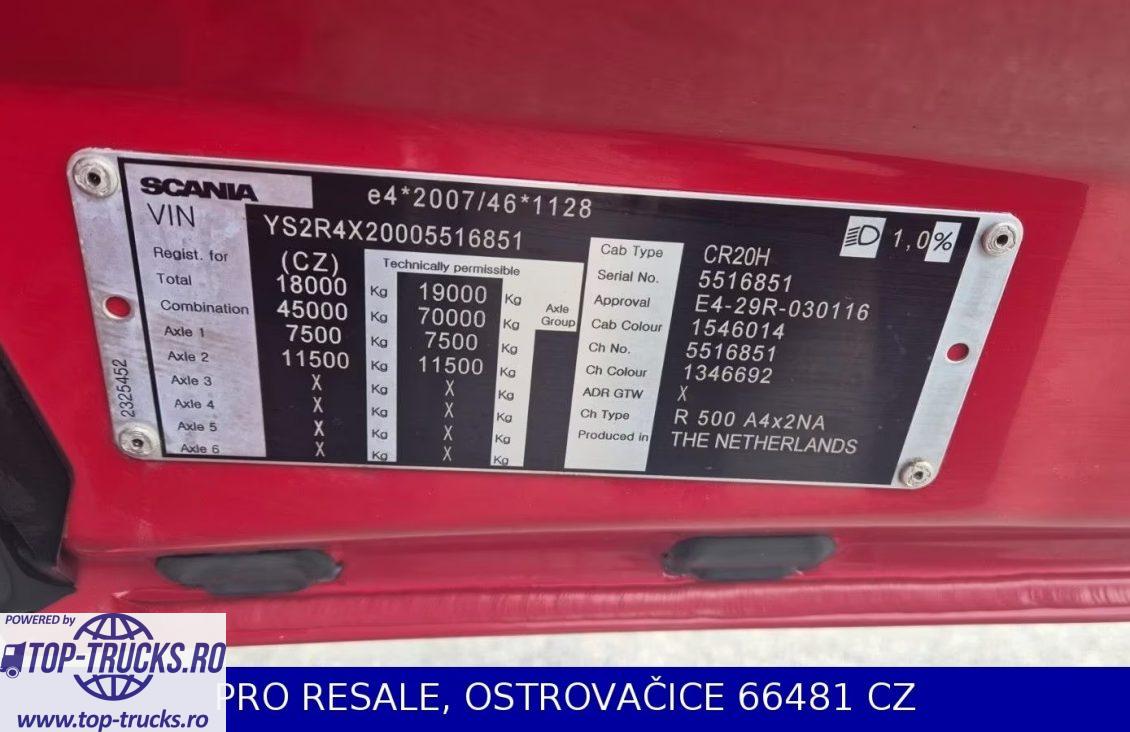 SCANIA e4*2007/46*1128
VIN YS2R4X20005516851 1,0%
Regist. for (CZ) Technically permissible Cab Type CR20H
Total 18000 Kg 19000 Kg Serial No. 5516851
Combination 45000 Kg 70000 Kg Axle Group Approval E4-29R-030116
Axle 1 7500 Kg 7500 Kg Cab Colour 1546014
Axle 2 11500 Kg 11500 Kg Ch No. 5516851
Axle 3 X Kg X Kg Ch Colour 1346692
Axle 4 X Kg X Kg ADR GTW X
Axle 5 X Kg X Kg Ch Type R 500 A4x2NA
Axle 6 X Kg X Kg Produced in THE NETHERLANDS
2325452
POWERED by
TOP-TRUCKS.RO
www.top-trucks.ro
PRO RESALE, OSTROVAČICE 66481 CZ